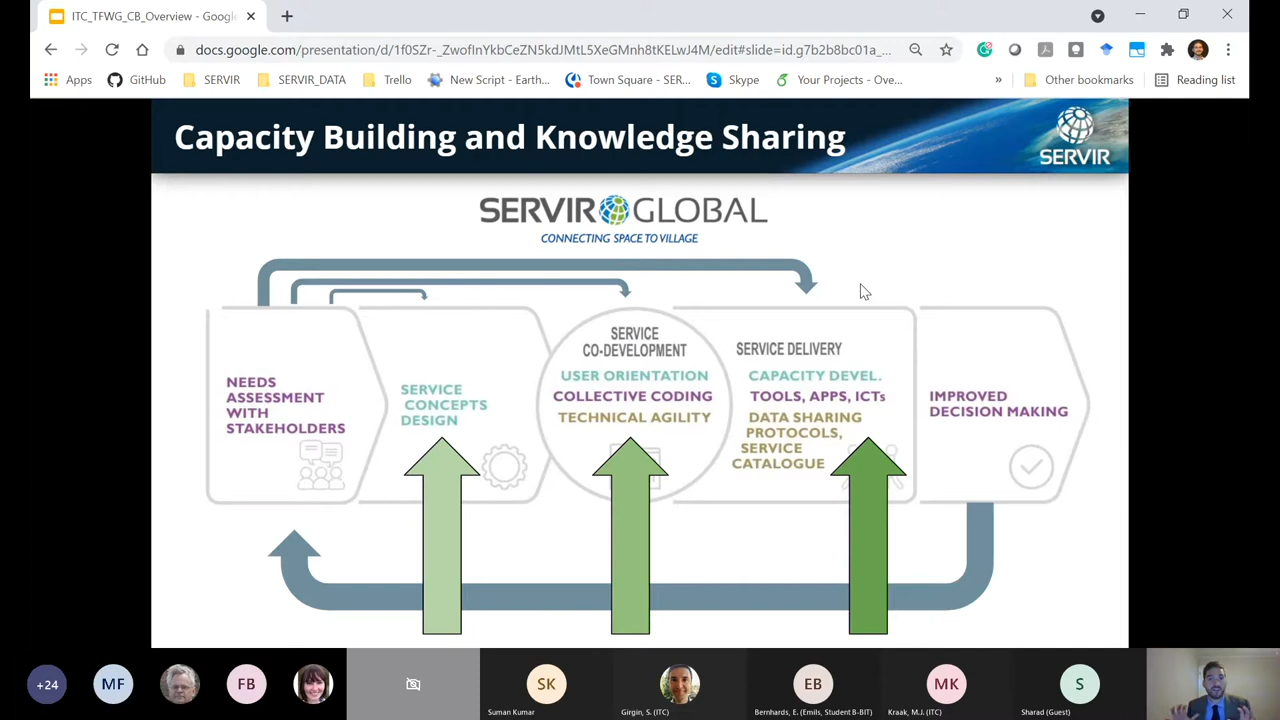 ITC_TFWG_CB_Overview - Google
docs.google.com/presentation/d/1f0SZr-_ZwofInYkbCeZN5kdJMtL5XeGMnh8tKELwJ4M/edit#slide=id.g7b2b8bc01a_...
Apps GitHub SERVIR SERVIR_DATA Trello New Script - Earth... Town Square - SER... Skype Your Projects - Ove... » Other bookmarks Reading list
Capacity Building and Knowledge Sharing
SERVIR
SERVIR GLOBAL
CONNECTING SPACE TO VILLAGE
NEEDS
ASSESSMENT
WITH
STAKEHOLDERS
SERVICE
CONCEPTS
DESIGN
SERVICE
CO-DEVELOPMENT
USER ORIENTATION
COLLECTIVE CODING
TECHNICAL AGILITY
SERVICE DELIVERY
CAPACITY DEVEL.
TOOLS, APPS, ICTs
DATA SHARING
PROTOCOLS,
SERVICE
CATALOGUE
IMPROVED
DECISION MAKING
+24 MF FB SK EB MK S
Suman Kumar Girgin, S. (ITC) Bernhards, E. (Emils, Student B-BIT) Kraak, M.J. (ITC) Sharad (Guest)